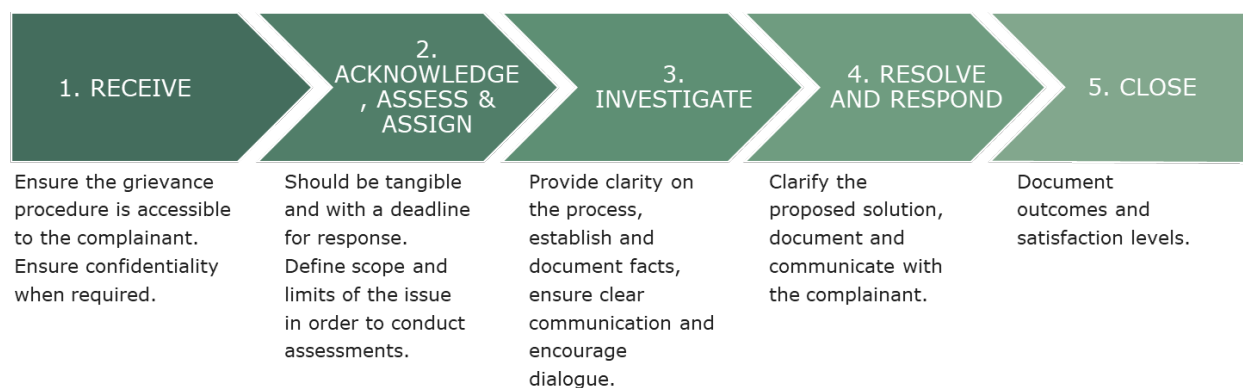 1. RECEIVE
2.
ACKNOWLEDGE
, ASSESS &
ASSIGN
3.
INVESTIGATE
4. RESOLVE
AND RESPOND
5. CLOSE
Ensure the grievance
procedure is accessible
to the complainant.
Ensure confidentiality
when required.
Should be tangible
and with a deadline
for response.
Define scope and
limits of the issue
in order to conduct
assessments.
Provide clarity on
the process,
establish and
document facts,
ensure clear
communication and
encourage
dialogue.
Clarify the
proposed solution,
document and
communicate with
the complainant.
Document
outcomes and
satisfaction levels.